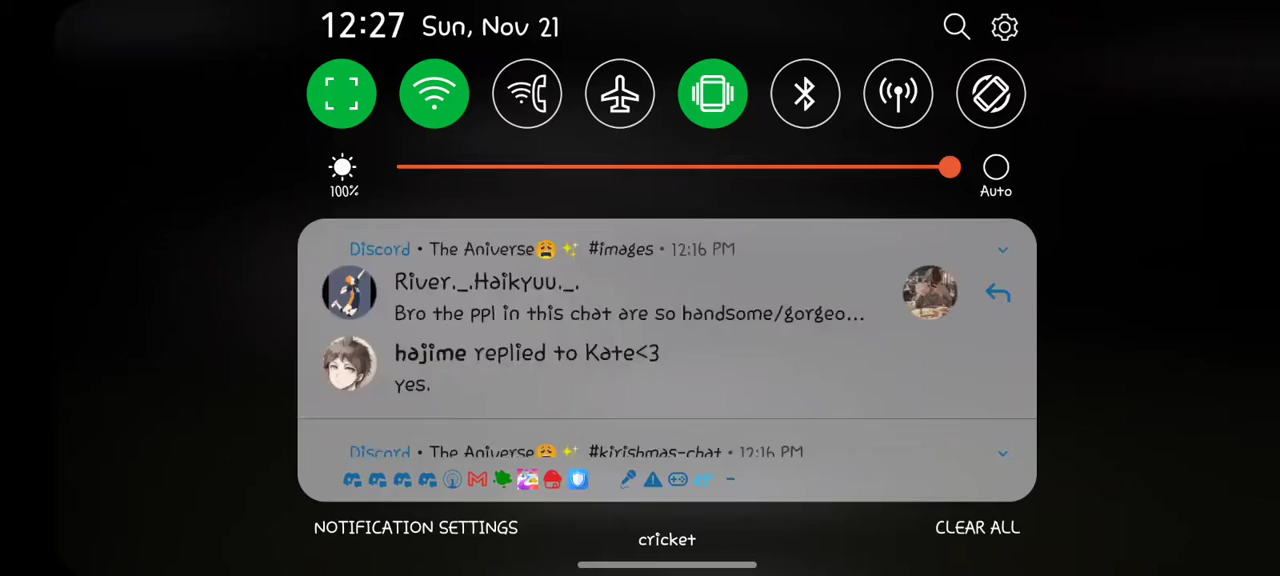 12:27 Sun, Nov 21
100%
Auto
Discord • The Aniverse😩✨ #images • 12:16 PM
River._.Haikyuu._.
Bro the ppl in this chat are so handsome/gorgeo...
hajime replied to Kate<3
yes.
Discord • The Aniverse😩✨ #kirishmas-chat • 12:16 PM
NOTIFICATION SETTINGS
cricket
CLEAR ALL